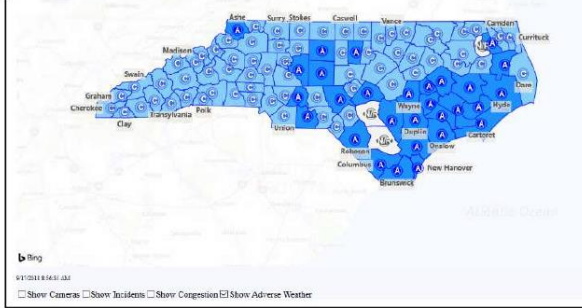 Ashe Surry Stokes Caswell Vance Camden
Currituck
Madison
Swain
Dare
Graham
Wayne Hyde
Cherokee
Transylvania Polk
Clay
Union Duplin Carteret
Robeson Onslow
Columbus New Hanover
Brunswick
Atlantic Ocean
Bing
Show Cameras Show Incidents Show Congestion Show Adverse Weather